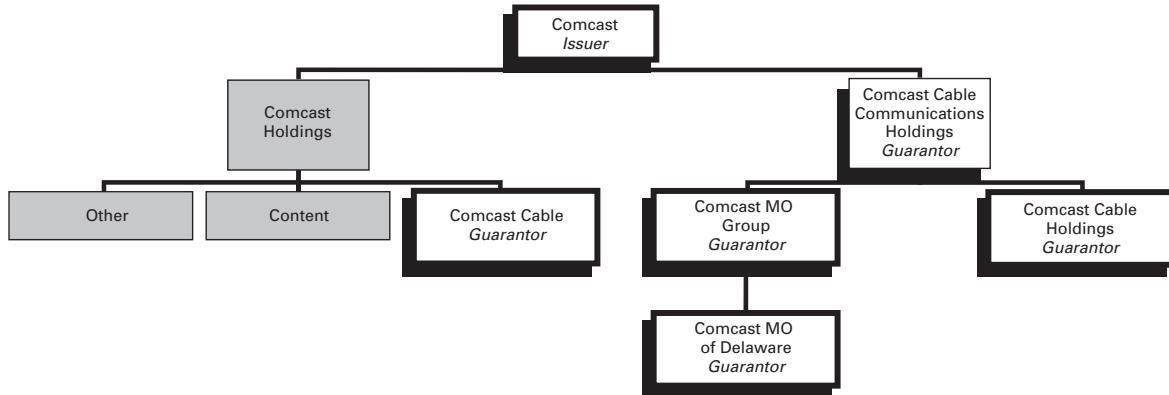 Comcast
Issuer
Comcast
Holdings
Comcast Cable
Communications
Holdings
Guarantor
Other
Content
Comcast Cable
Guarantor
Comcast MO
Group
Guarantor
Comcast Cable
Holdings
Guarantor
Comcast MO
of Delaware
Guarantor